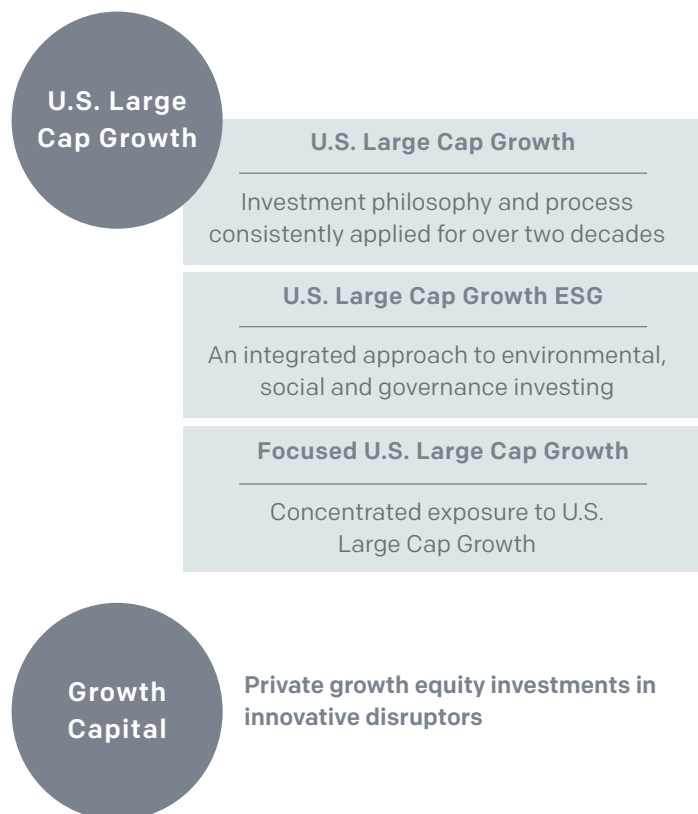 U.S. Large
Cap Growth
U.S. Large Cap Growth
Investment philosophy and process
consistently applied for over two decades
U.S. Large Cap Growth ESG
An integrated approach to environmental,
social and governance investing
Focused U.S. Large Cap Growth
Concentrated exposure to U.S.
Large Cap Growth
Growth
Capital
Private growth equity investments in
innovative disruptors